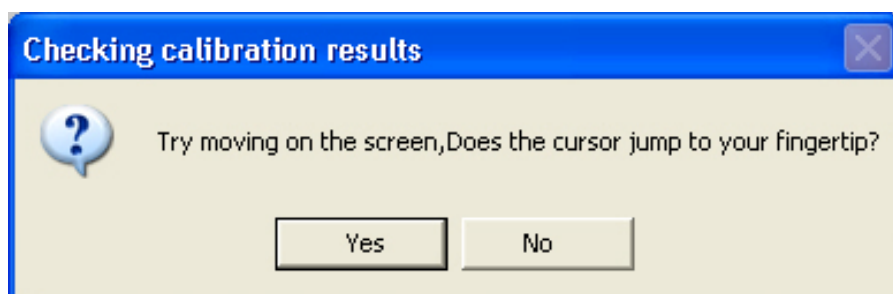 Checking calibration results
Try moving on the screen,Does the cursor jump to your fingertip?
Yes
No